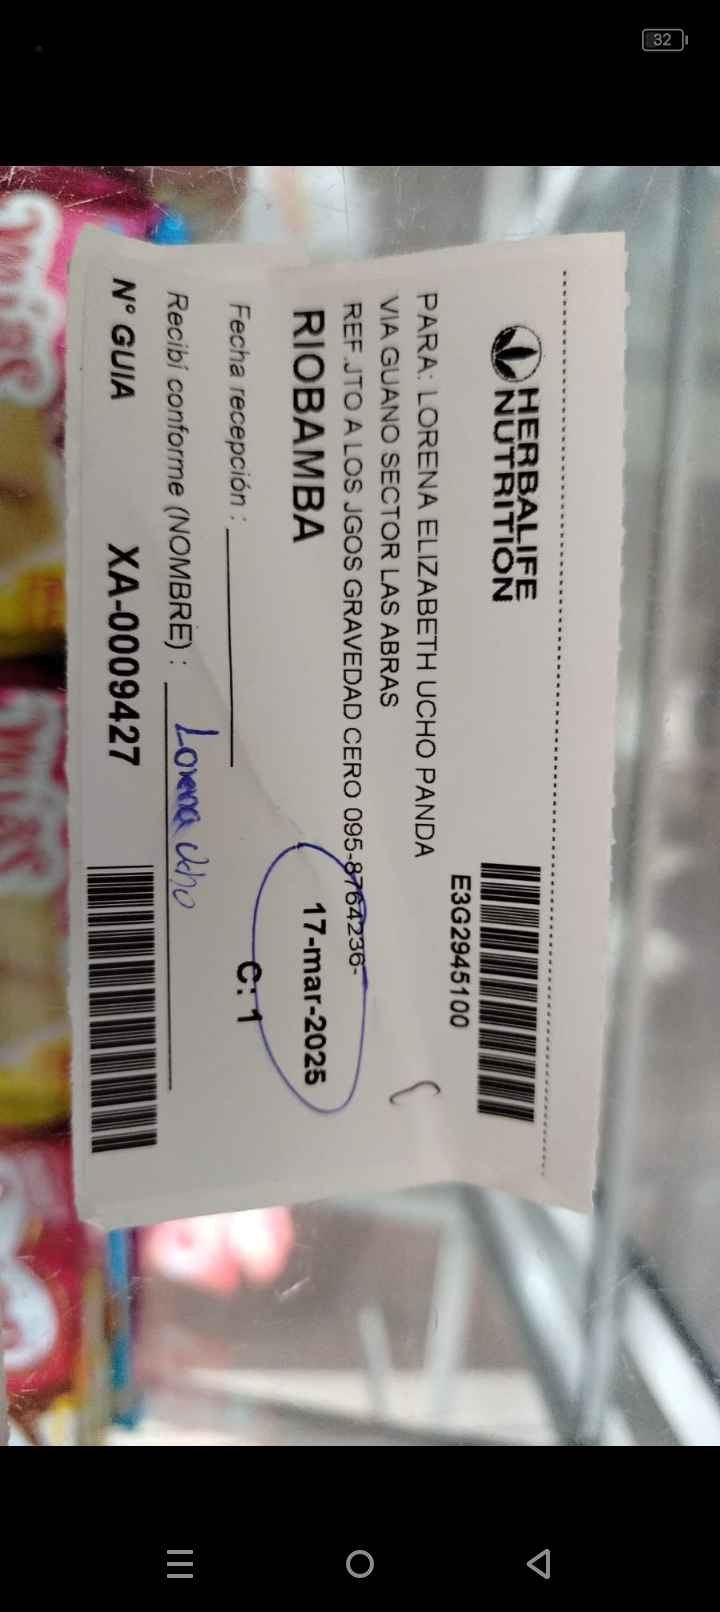 32
HERBALIFE
NUTRITION
E3G2945100
PARA: LORENA ELIZABETH UCHO PANDA
VIA GUANO SECTOR LAS ABRAS
REF.JTO A LOS JGOS GRAVEDAD CERO 095-8764236-
RIOBAMBA
17-mar-2025
Fecha recepción :
C: 1
Recibí conforme (NOMBRE) : Lorena Ucho
N° GUIA XA-0009427